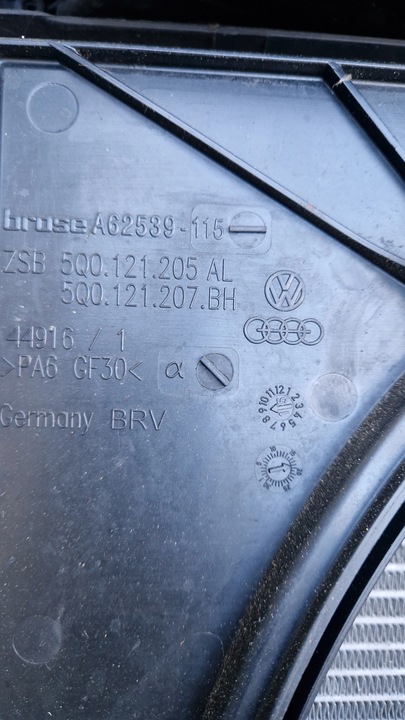 brose A62539-115
ZSB 5Q0.121.205 AL
5Q0.121.207.BH
44916 / 1
>PA6 GF30< α
Germany BRV